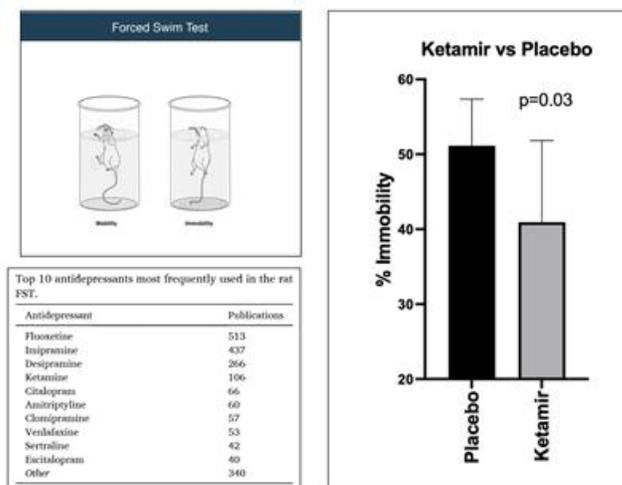 Forced Swim Test
Mobility
Immobility
Top 10 antidepressants most frequently used in the rat
FST.
Antidepressant Publications
Fluoxetine 513
Imipramine 437
Desipramine 266
Ketamine 106
Citalopram 66
Amitriptyline 60
Clomipramine 57
Venlafaxine 53
Sertraline 42
Escitalopram 40
Other 340
Ketamir vs Placebo
p=0.03
% Immobility
60
50
40
30
20
Placebo
Ketamir